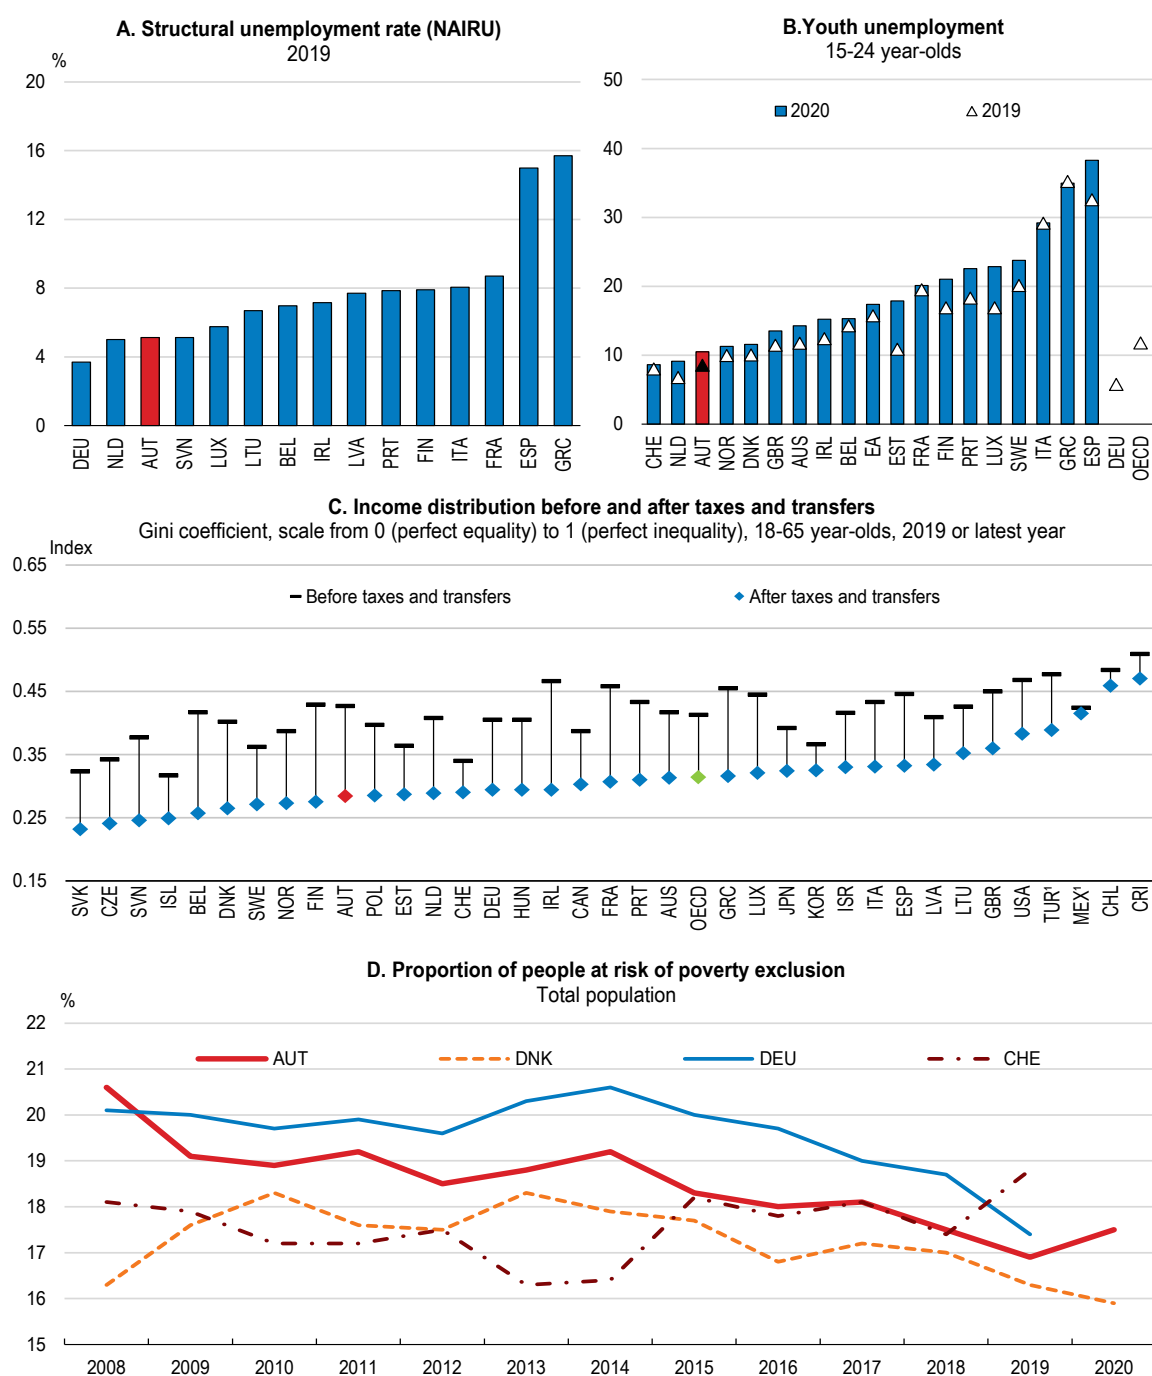 A. Structural unemployment rate (NAIRU)
2019
%
20
16
12
8
4
0
DEU NLD AUT SVN LUX LTU BEL IRL LVA PRT FIN ITA FRA ESP GRC
B.Youth unemployment
15-24 year-olds
50
40
30
20
10
0
2020 2019
CHE NLD AUT NOR DNK GBR AUS IRL BEL EA EST FRA FIN PRT LUX SWE ITA GRC ESP DEU OECD
C. Income distribution before and after taxes and transfers
Gini coefficient, scale from 0 (perfect equality) to 1 (perfect inequality), 18-65 year-olds, 2019 or latest year
Index
0.65
0.55
0.45
0.35
0.25
0.15
Before taxes and transfers After taxes and transfers
SVK CZE SVN ISL BEL DNK SWE NOR FIN AUT POL EST NLD CHE DEU HUN IRL CAN FRA PRT AUS OECD GRC LUX JPN KOR ISR ITA ESP LVA LTU GBR USA TUR¹ MEX¹ CHL CRI
D. Proportion of people at risk of poverty exclusion
Total population
%
22
21
20
19
18
17
16
15
AUT DNK DEU CHE
2008 2009 2010 2011 2012 2013 2014 2015 2016 2017 2018 2019 2020